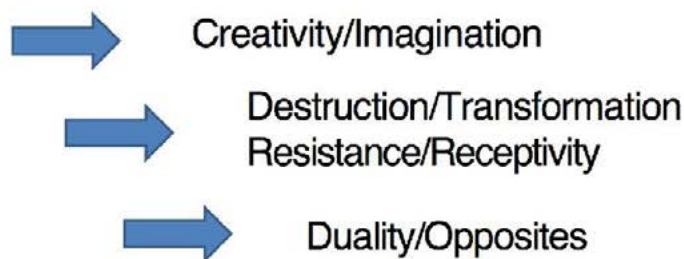 Creativity/Imagination
Destruction/Transformation
Resistance/Receptivity
Duality/Opposites